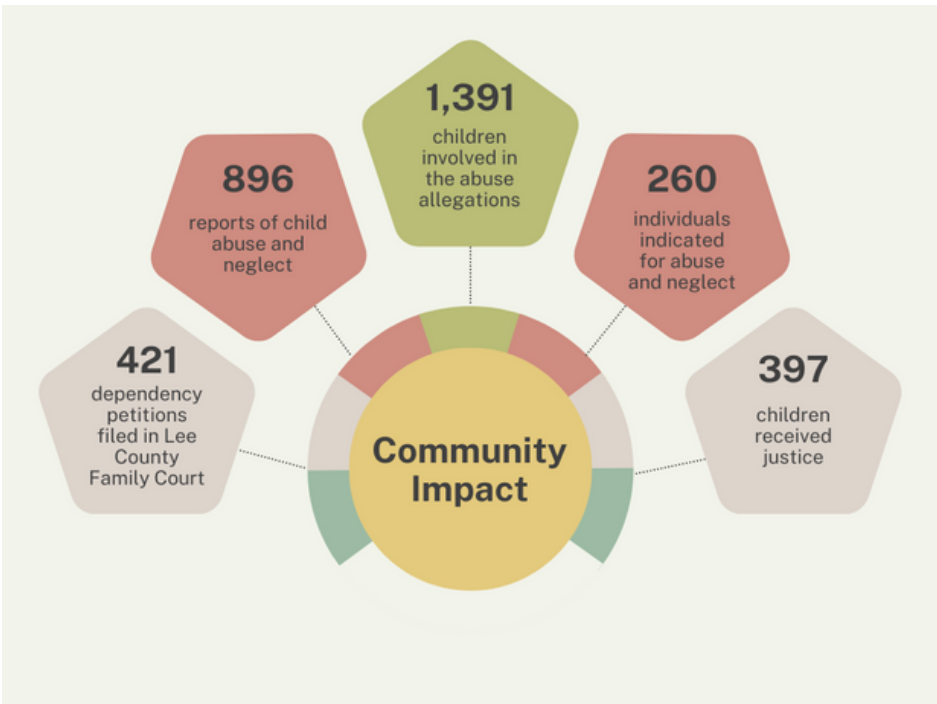 1,391
children
involved in
the abuse
allegations
896
reports of child
abuse and
neglect
260
individuals
indicated
for abuse
and neglect
421
dependency
petitions
filed in Lee
County
Family Court
397
children
received
justice
Community
Impact